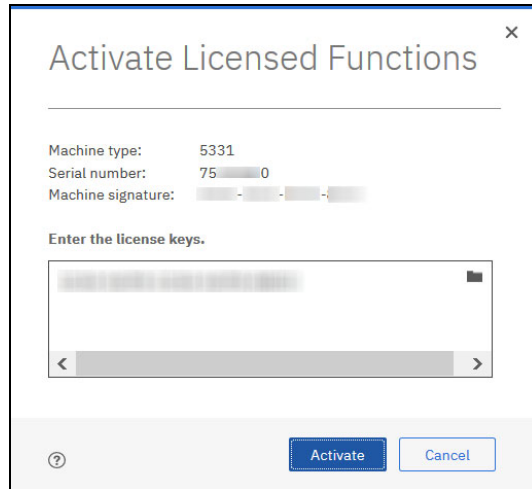 Activate Licensed Functions
Machine type: 5331
Serial number: 75 0
Machine signature: - - -
Enter the license keys.
Activate Cancel